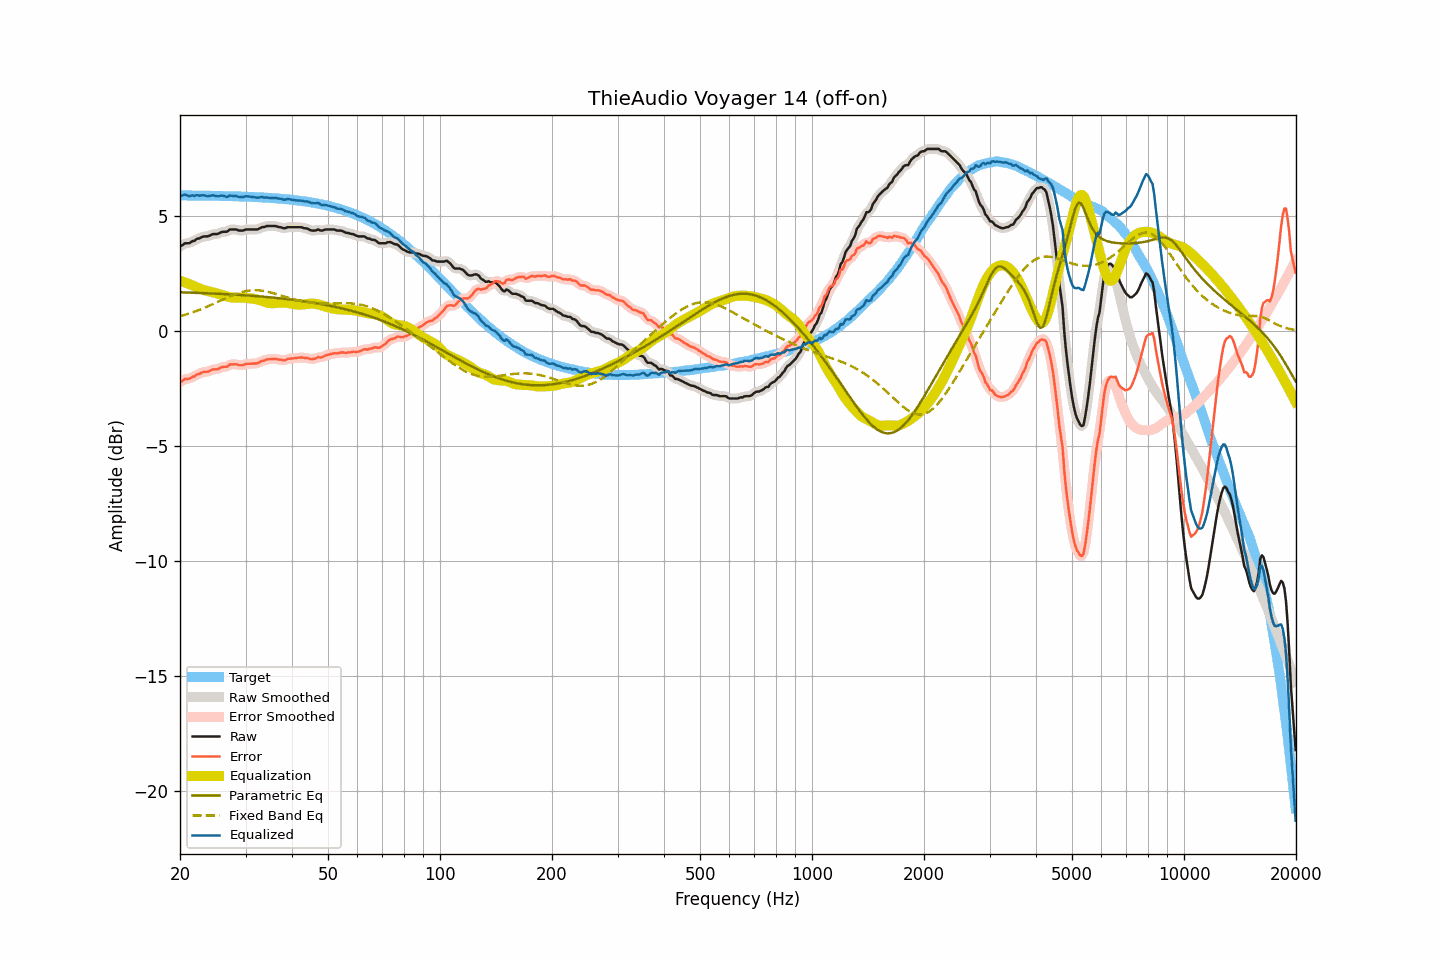 ThieAudio Voyager 14 (off-on)
Amplitude (dBr)
5
0
−5
−10
−15
−20
Target
Raw Smoothed
Error Smoothed
Raw
Error
Equalization
Parametric Eq
Fixed Band Eq
Equalized
20 50 100 200 500 1000 2000 5000 10000 20000
Frequency (Hz)